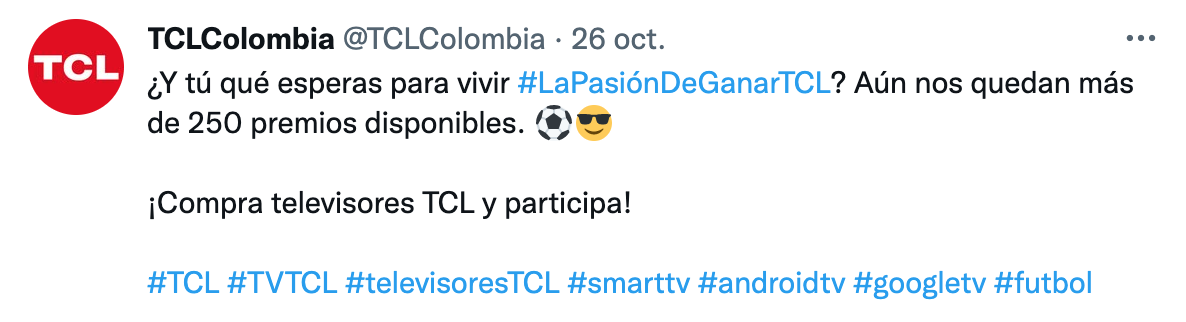 TCL
TCLColombia @TCLColombia · 26 oct.
¿Y tú qué esperas para vivir #LaPasiónDeGanarTCL? Aún nos quedan más
de 250 premios disponibles. ⚽😎
¡Compra televisores TCL y participa!
#TCL #TVTCL #televisoresTCL #smarttv #androidtv #googletv #futbol